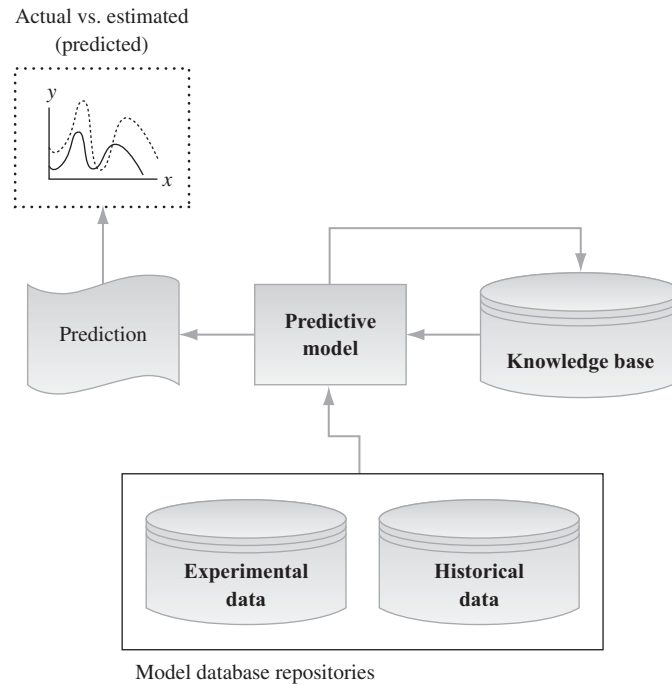 Actual vs. estimated
(predicted)
y
x
Prediction
Predictive
model
Knowledge base
Experimental
data
Historical
data
Model database repositories